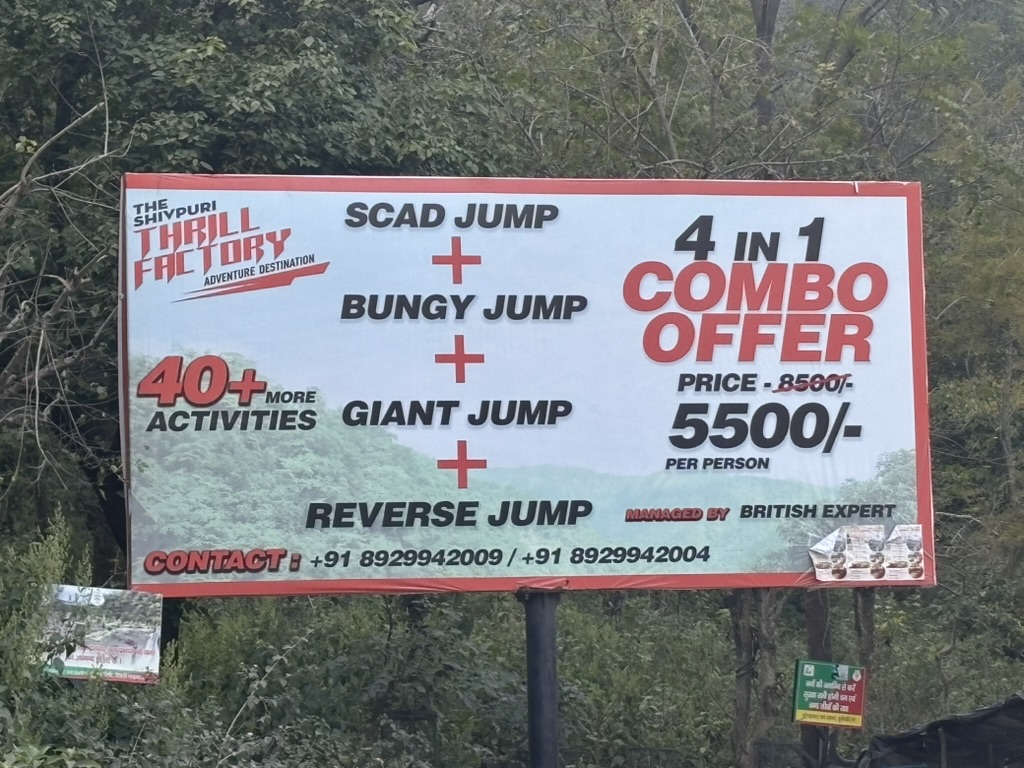 THE
SHIVPURI
THRILL
FACTORY
ADVENTURE DESTINATION
40+ MORE
ACTIVITIES
SCAD JUMP
+
BUNGY JUMP
+
GIANT JUMP
+
REVERSE JUMP
4 IN 1
COMBO
OFFER
PRICE - 8500/-
5500/-
PER PERSON
MANAGED BY BRITISH EXPERT
CONTACT : +91 8929942009 / +91 8929942004